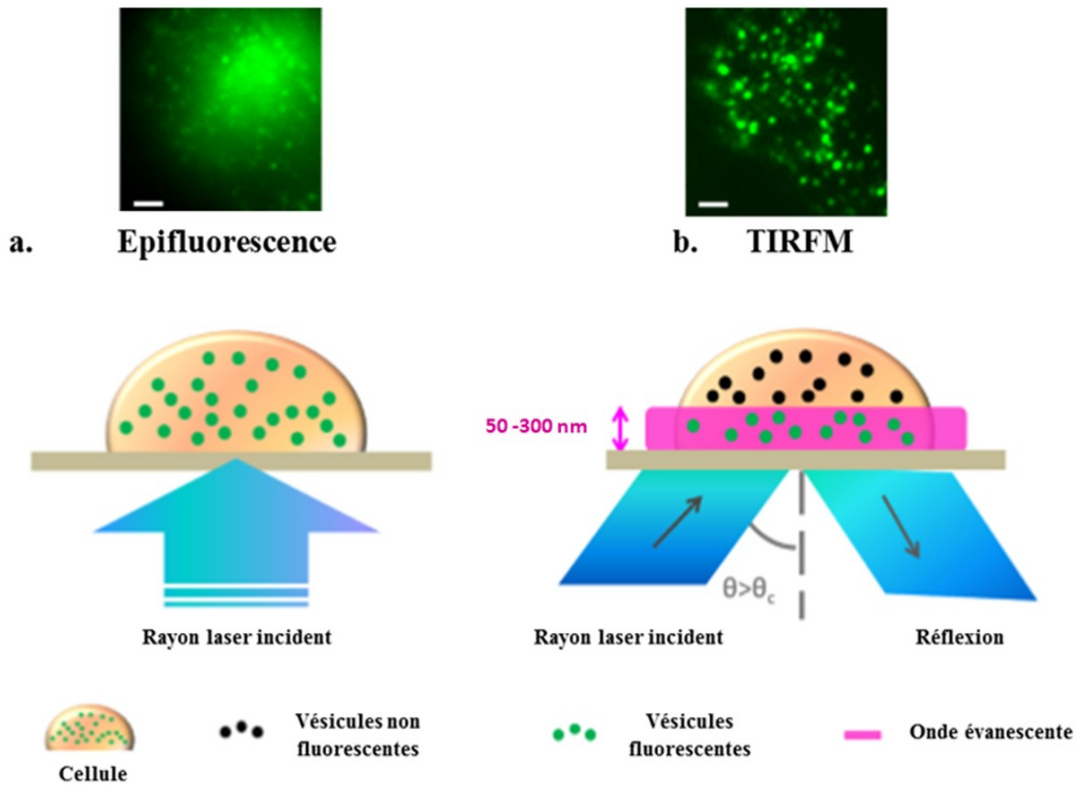 a. Epifluorescence
b. TIRFM
50 -300 nm
θ>θc
Rayon laser incident
Rayon laser incident
Réflexion
Cellule
Vésicules non
fluorescentes
Vésicules
fluorescentes
Onde évanescente